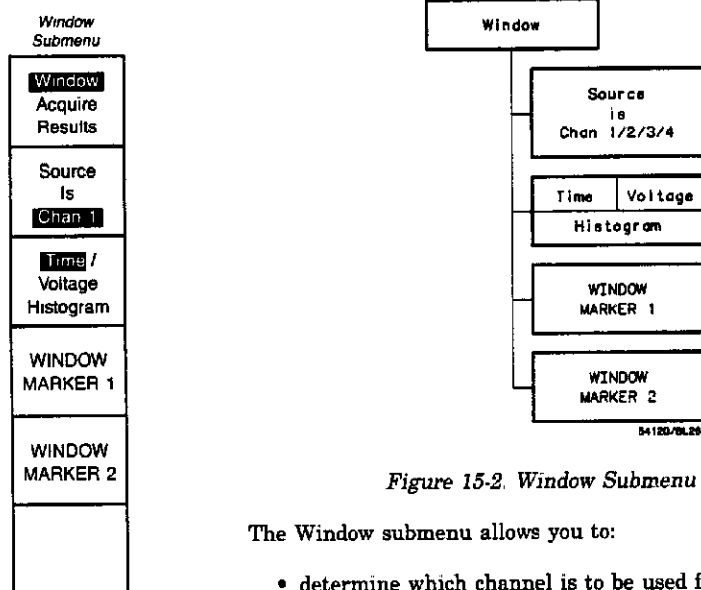 Window
Submenu
Window
Acquire
Results
Source
Is
Chan 1
Time /
Voltage
Histogram
WINDOW
MARKER 1
WINDOW
MARKER 2
Window
Source
is
Chan 1/2/3/4
Time Voltage
Histogram
WINDOW
MARKER 1
WINDOW
MARKER 2
Figure 15-2. Window Submenu
The Window submenu allows you to:
• determine which channel is to be used